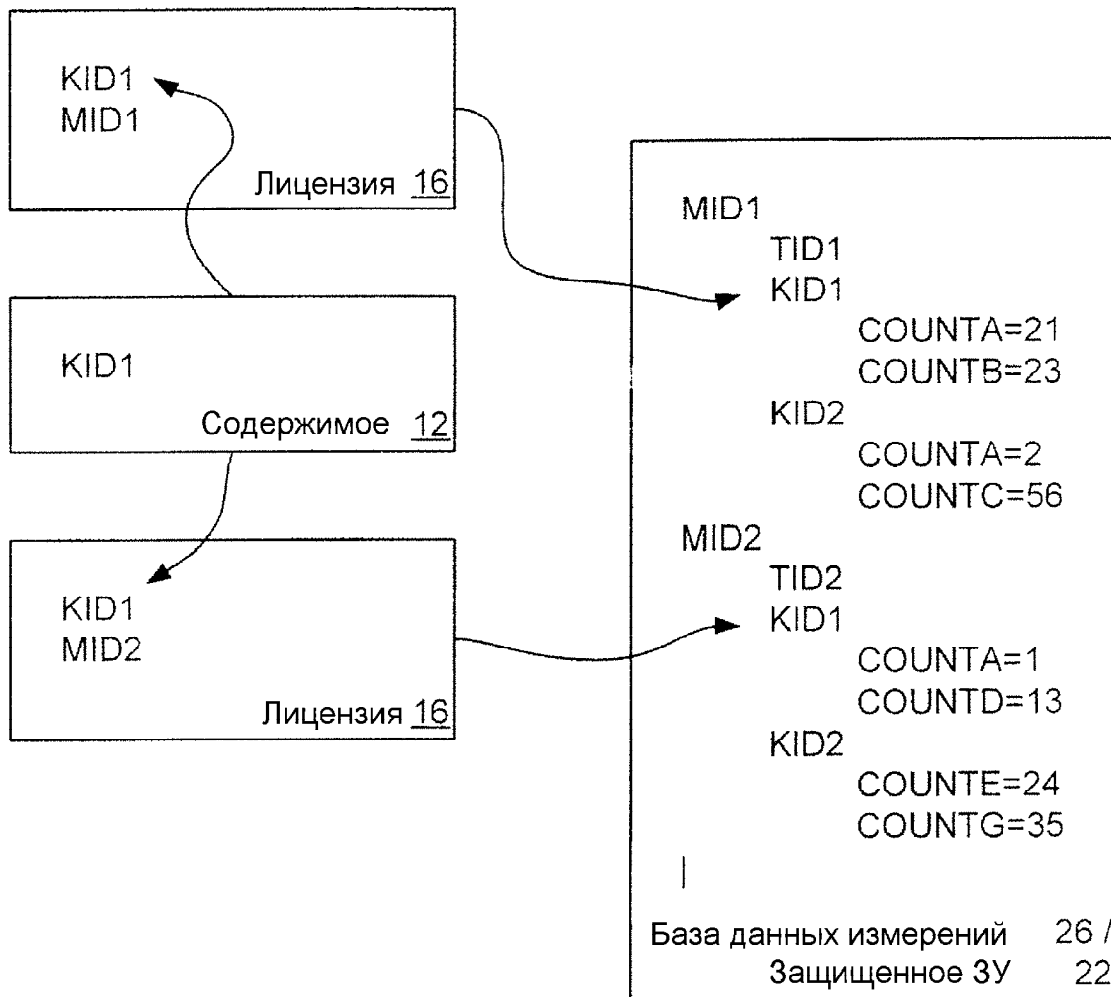 KID1
MID1
Лицензия 16
KID1
Содержимое 12
KID1
MID2
Лицензия 16
MID1
TID1
KID1
COUNTA=21
COUNTB=23
KID2
COUNTA=2
COUNTC=56
MID2
TID2
KID1
COUNTA=1
COUNTD=13
KID2
COUNTE=24
COUNTG=35
|
База данных измерений 26 /
Защищенное ЗУ 22